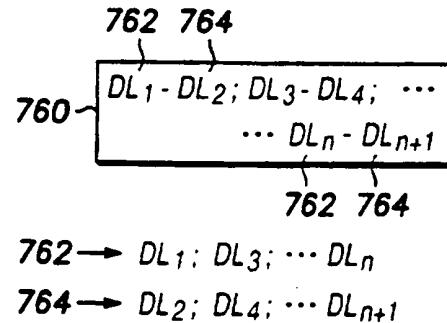 762 764
760 DL₁ - DL₂; DL₃ - DL₄; ...
... DLₙ - DLₙ₊₁
762 764
762 → DL₁; DL₃; ... DLₙ
764 → DL₂; DL₄; ... DLₙ₊₁